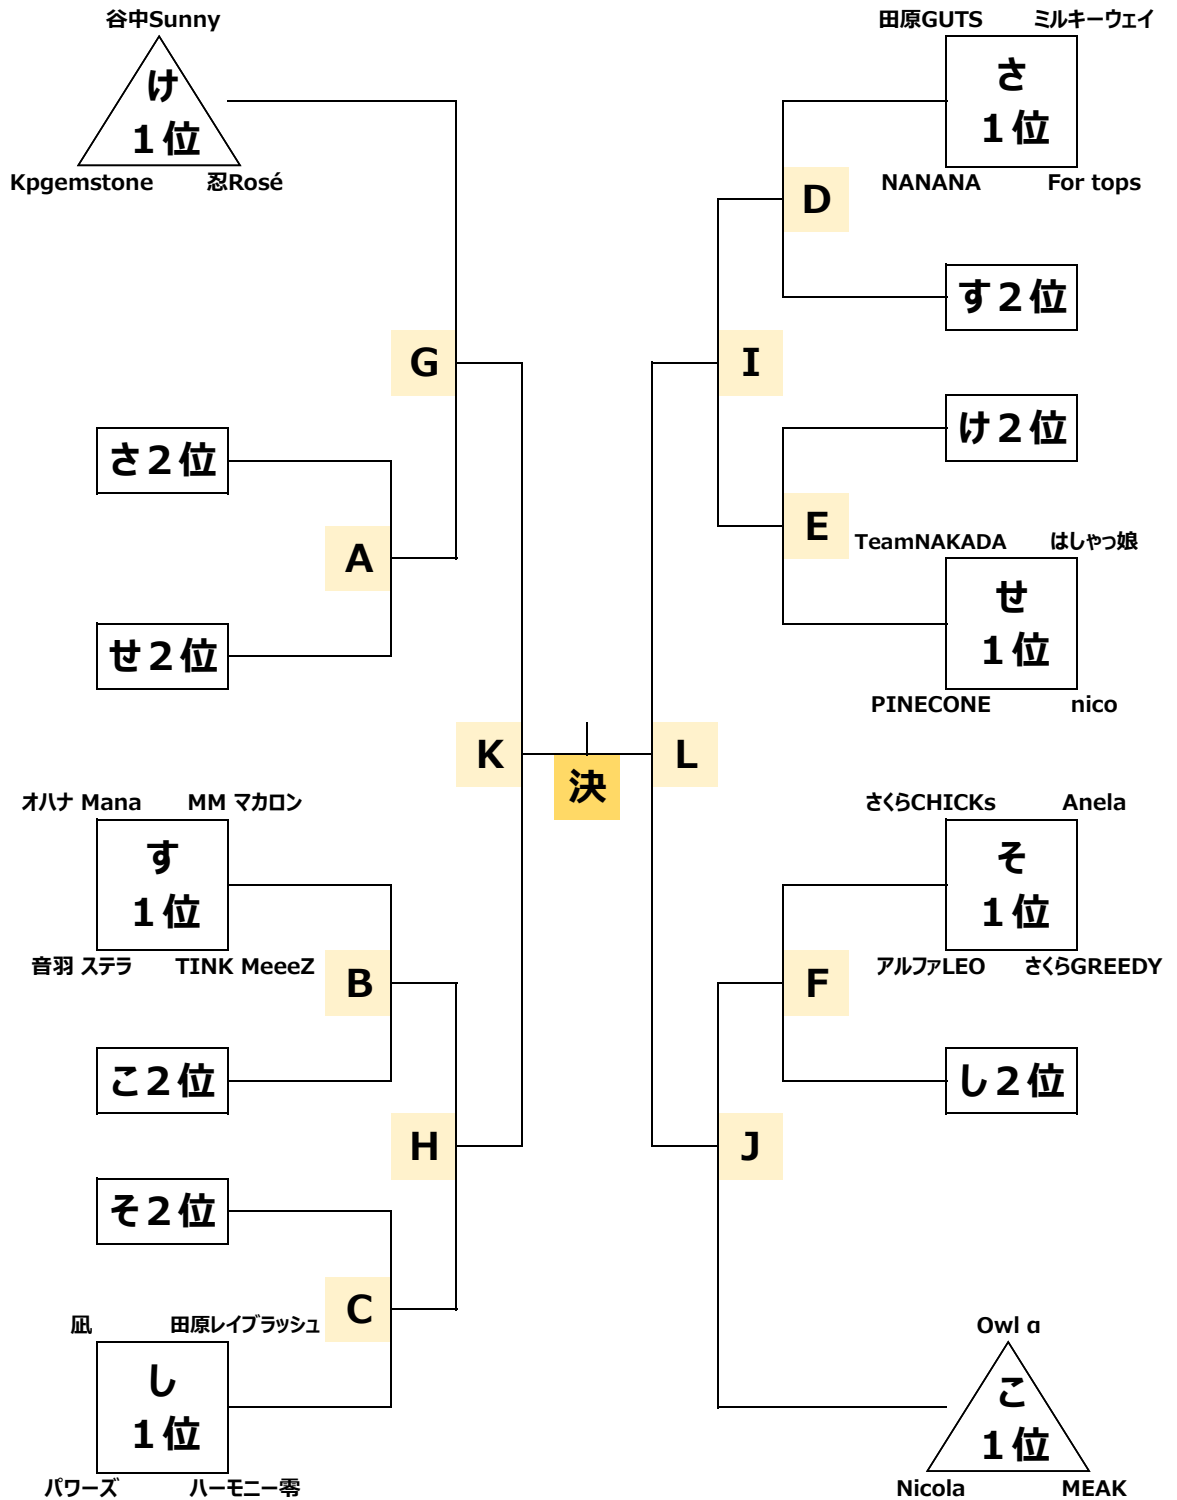 谷中Sunny
け
１位
Kpgemstone 忍Rosé
G
さ２位
A
せ２位
K
オハナ Mana MM マカロン
す
１位
音羽 ステラ TINK MeeeZ
B
こ２位
H
そ２位
C
凪 田原レイブラッシュ
し
１位
パワーズ ハーモニー零
決
田原GUTS ミルキーウェイ
さ
１位
NANANA For tops
D
す２位
I
け２位
E
TeamNAKADA はしゃっ娘
せ
１位
PINECONE nico
L
さくらCHICKs Anela
そ
１位
アルファLEO さくらGREEDY
F
し２位
J
Owl α
こ
１位
Nicola MEAK